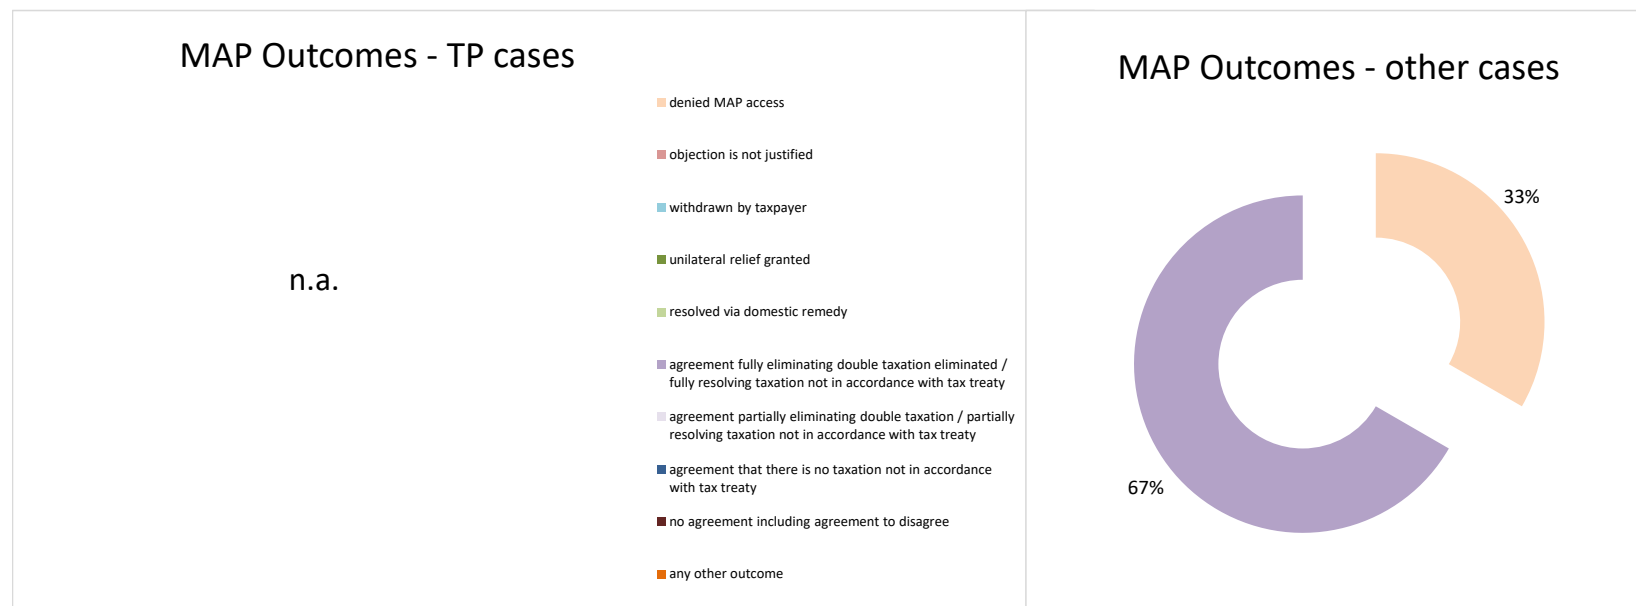 MAP Outcomes - TP cases
n.a.
denied MAP access
objection is not justified
withdrawn by taxpayer
unilateral relief granted
resolved via domestic remedy
agreement fully eliminating double taxation eliminated /
fully resolving taxation not in accordance with tax treaty
agreement partially eliminating double taxation / partially
resolving taxation not in accordance with tax treaty
agreement that there is no taxation not in accordance
with tax treaty
no agreement including agreement to disagree
any other outcome
MAP Outcomes - other cases
33%
67%